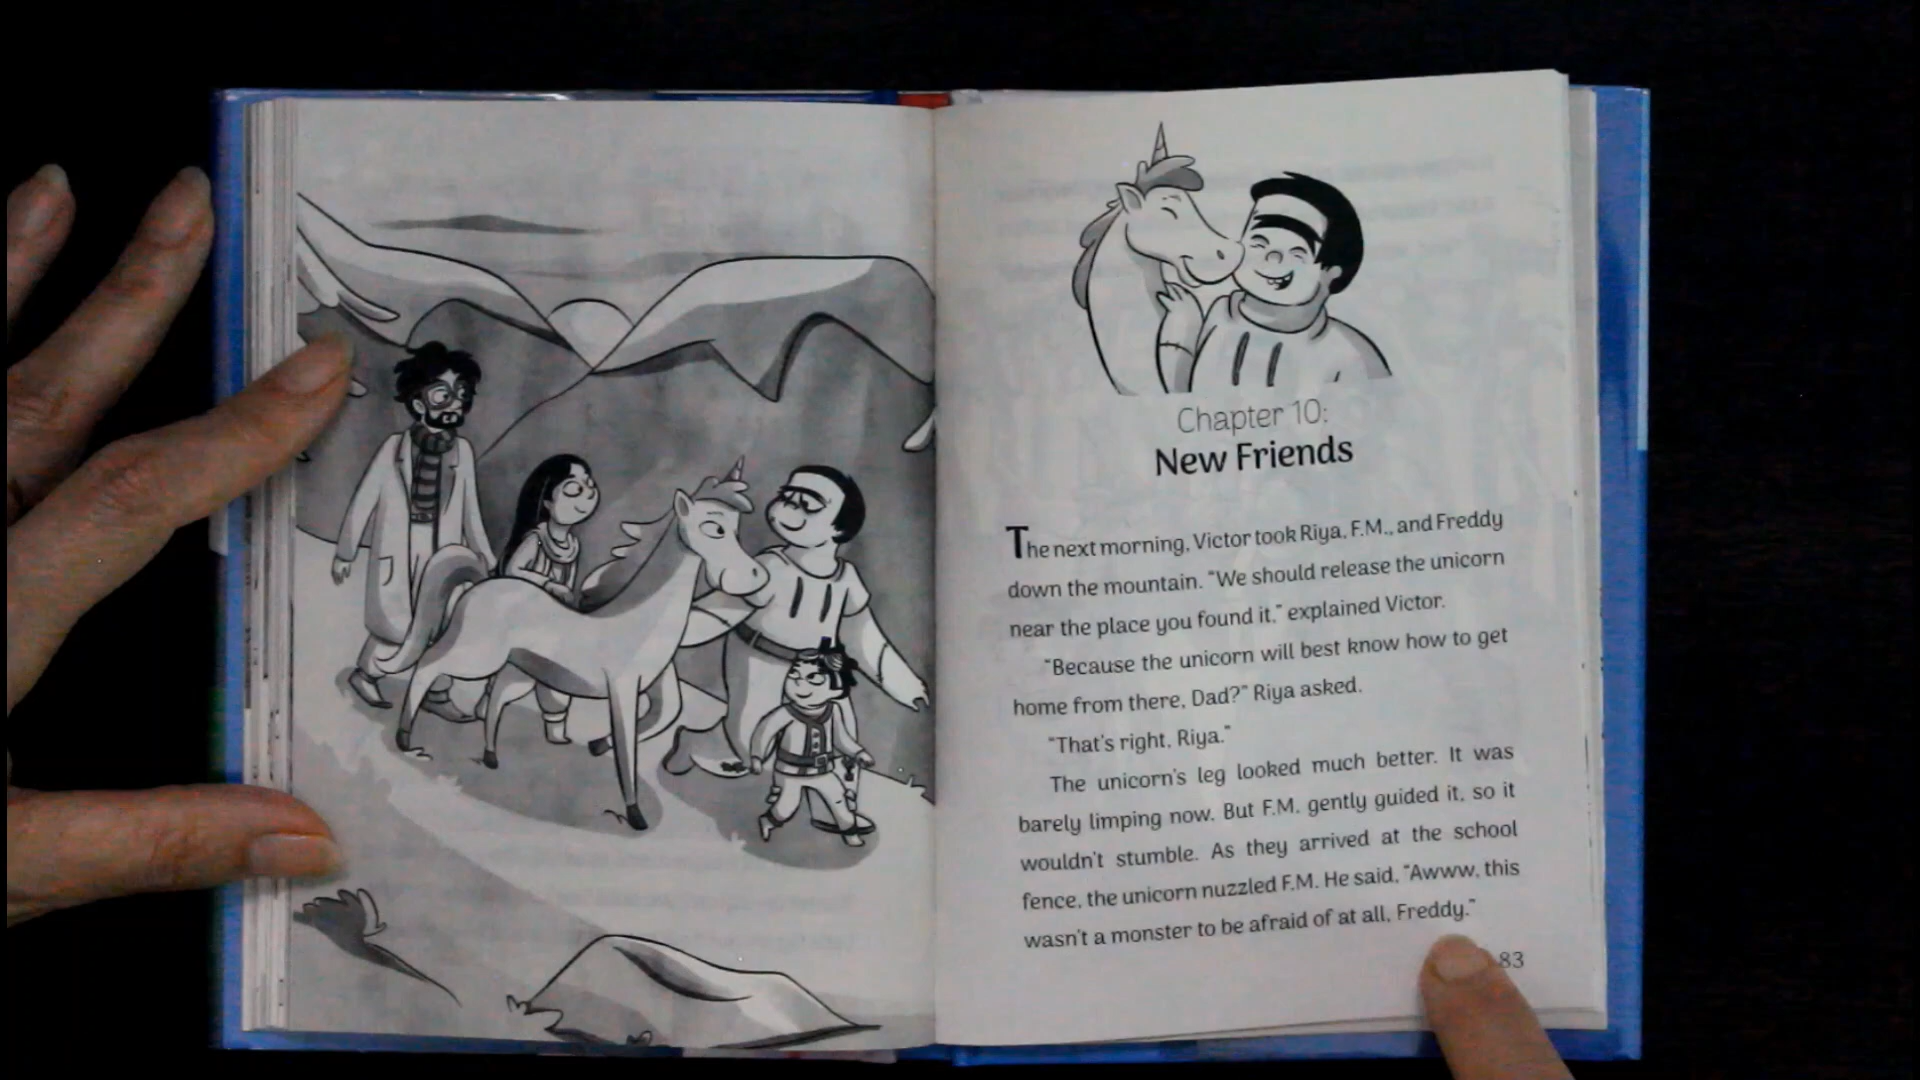 Chapter 10:
New Friends
The next morning, Victor took Riya, F.M., and Freddy
down the mountain. “We should release the unicorn
near the place you found it,” explained Victor.
“Because the unicorn will best know how to get
home from there, Dad?” Riya asked.
“That’s right, Riya.”
The unicorn’s leg looked much better. It was
barely limping now. But F.M. gently guided it, so it
wouldn’t stumble. As they arrived at the school
fence, the unicorn nuzzled F.M. He said, “Awww, this
wasn’t a monster to be afraid of at all, Freddy.”
83